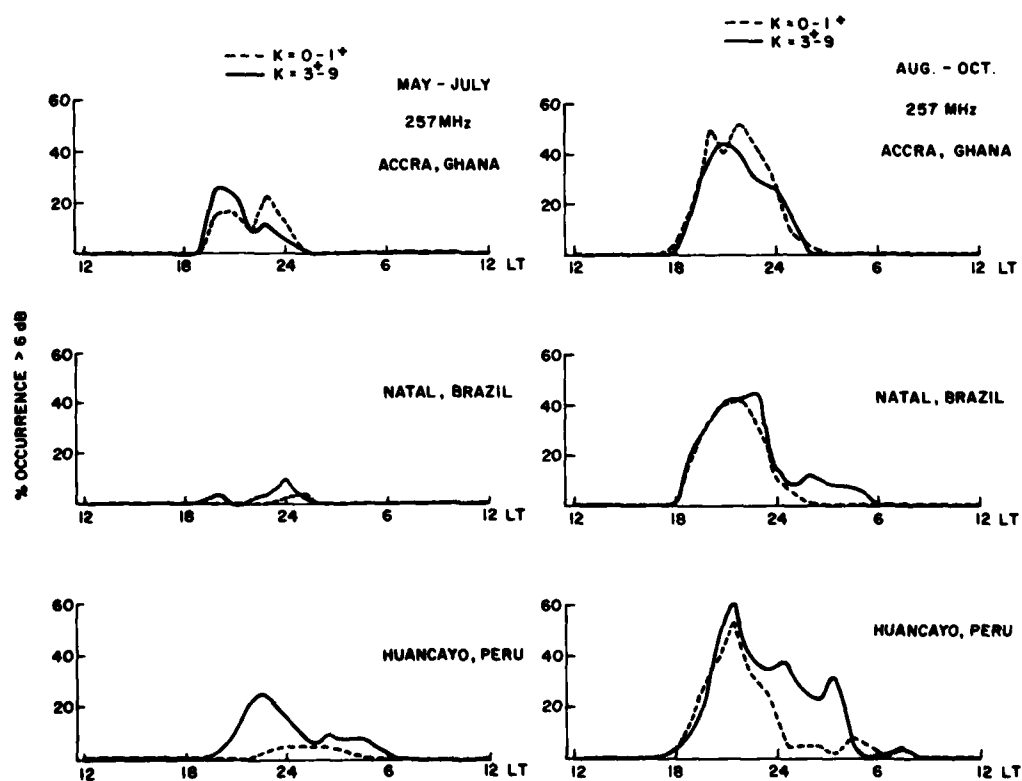 K = 0 - 1+
K = 3+-9
MAY - JULY
257 MHz
ACCRA, GHANA
60
40
20
12 18 24 6 12 LT
K = 0 - 1+
K = 3+-9
AUG. - OCT.
257 MHz
ACCRA, GHANA
60
40
20
12 18 24 6 12 LT
% OCCURRENCE > 6 dB
NATAL, BRAZIL
60
40
20
12 18 24 6 12 LT
NATAL, BRAZIL
60
40
20
12 18 24 6 12 LT
HUANCAYO, PERU
60
40
20
12 18 24 6 12 LT
HUANCAYO, PERU
60
40
20
12 18 24 6 12 LT